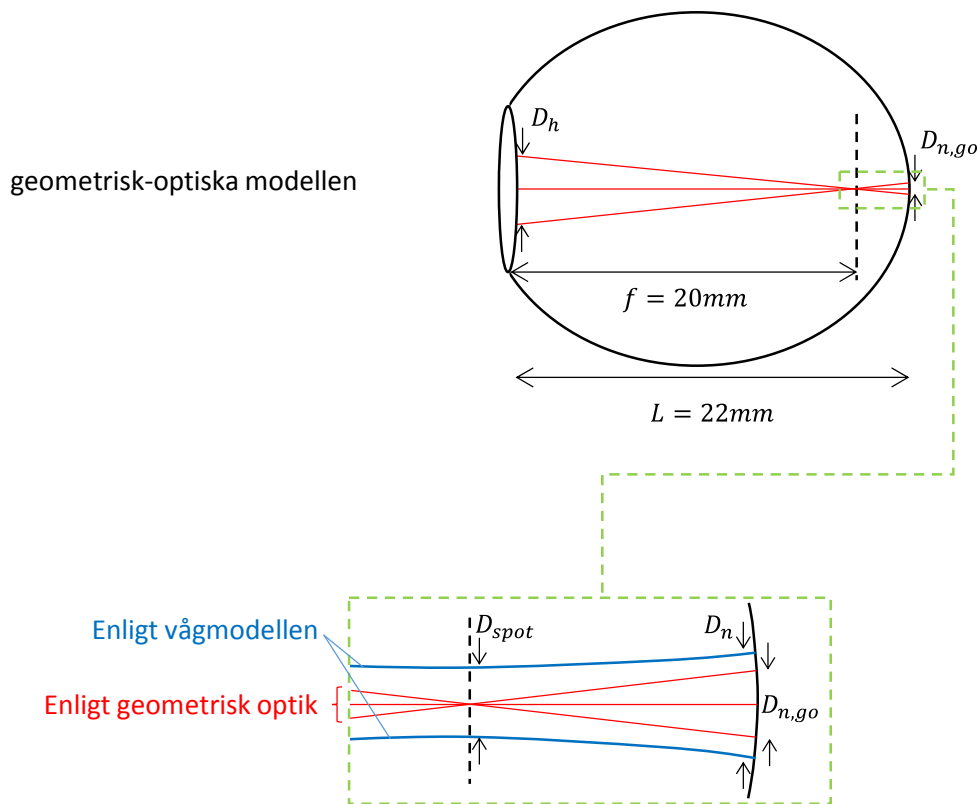 D_h
D_{n,go}
geometrisk-optiska modellen
f = 20mm
L = 22mm
Enligt vågmodellen
D_{spot}
D_n
Enligt geometrisk optik
D_{n,go}